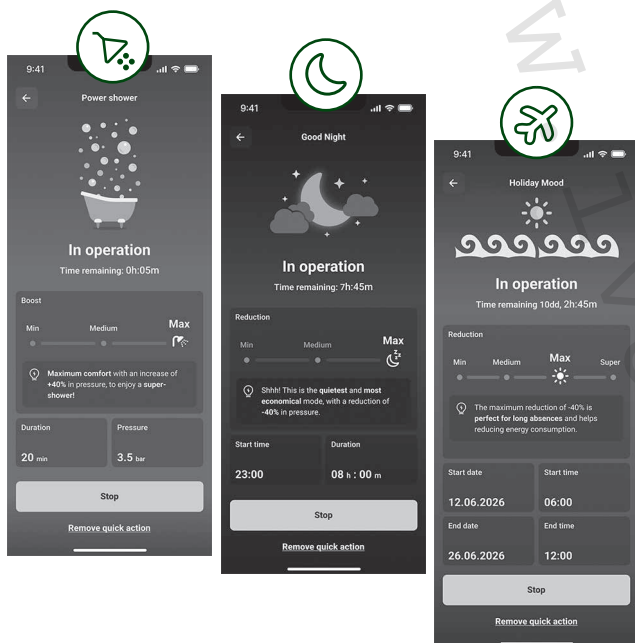 9:41
Power shower
In operation
Time remaining: 0h:05m
Boost
Min
Medium
Max
Maximum comfort with an increase of
+40% in pressure, to enjoy a super-
shower!
Duration
Pressure
20 min
3.5 bar
Stop
Remove quick action
9:41
Good Night
In operation
Time remaining: 7h:45m
Reduction
Min
Medium
Max
Shhh! This is the quietest and most
economical mode, with a reduction of
-40% in pressure.
Start time
Duration
23:00
08 h : 00 m
Stop
Remove quick action
9:41
Holiday Mood
In operation
Time remaining 10dd, 2h:45m
Reduction
Min
Medium
Max
Super
The maximum reduction of -40% is
perfect for long absences and helps
reducing energy consumption.
Start date
Start time
12.06.2026
06:00
End date
End time
26.06.2026
12:00
Stop
Remove quick action